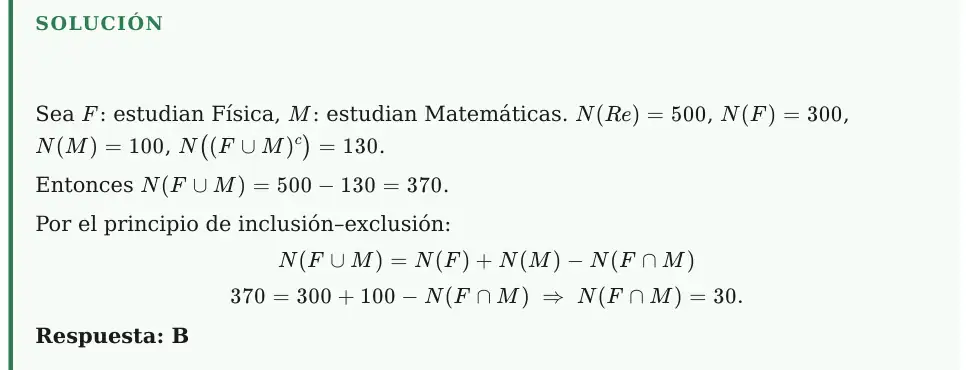 SOLUCIÓN
Sea F: estudian Física, M: estudian Matemáticas. N(Re) = 500, N(F) = 300,
N(M) = 100, N((F ∪ M)ᶜ) = 130.
Entonces N(F ∪ M) = 500 − 130 = 370.
Por el principio de inclusión–exclusión:
N(F ∪ M) = N(F) + N(M) − N(F ∩ M)
370 = 300 + 100 − N(F ∩ M) ⇒ N(F ∩ M) = 30.
Respuesta: B